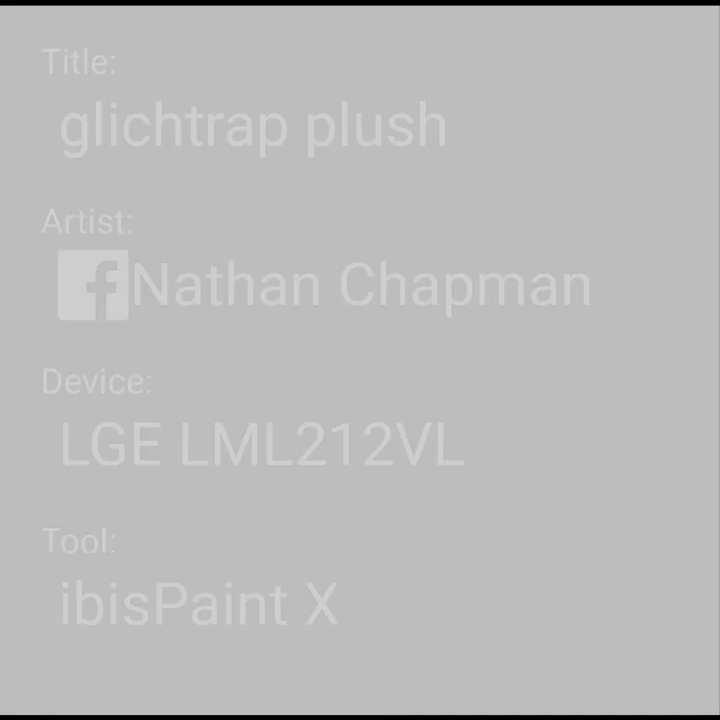 Title:
glichtrap plush
Artist:
Nathan Chapman
Device:
LGE LML212VL
Tool:
ibisPaint X